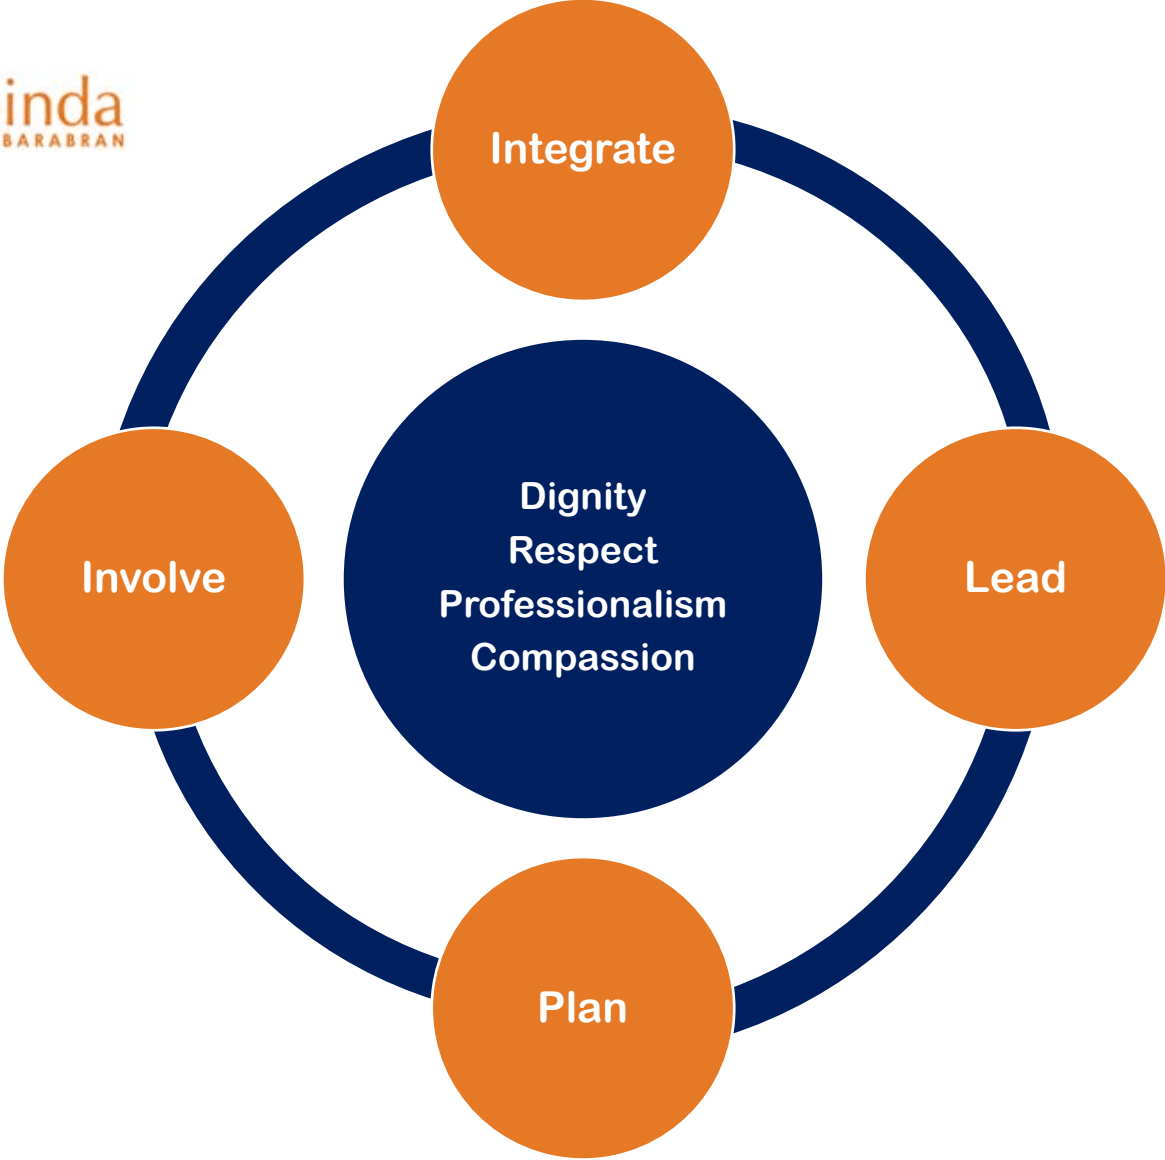 inda
BARABRAN
Integrate
Involve
Dignity
Respect
Professionalism
Compassion
Lead
Plan